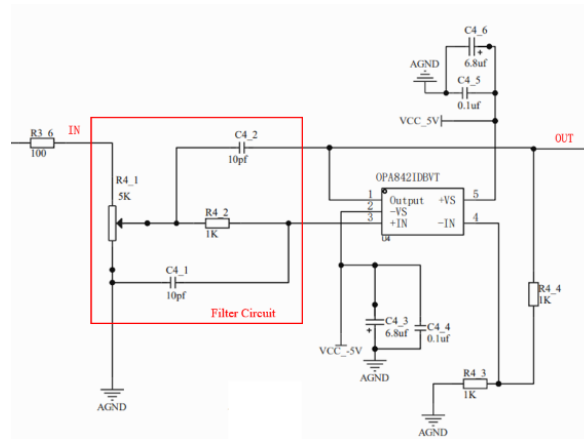 C4_6
6.8uf
+
AGND
C4_5
0.1uf
VCC_5V
IN
OUT
R3_6
100
C4_2
10pf
R4_1
5K
OPA842IDBVT
1 Output +VS 5
2 -VS
3 +IN -IN 4
U4
R4_2
1K
C4_1
10pf
Filter Circuit
R4_4
1K
C4_3
6.8uf
+
C4_4
0.1uf
VCC_-5V
AGND
R4_3
1K
AGND
AGND